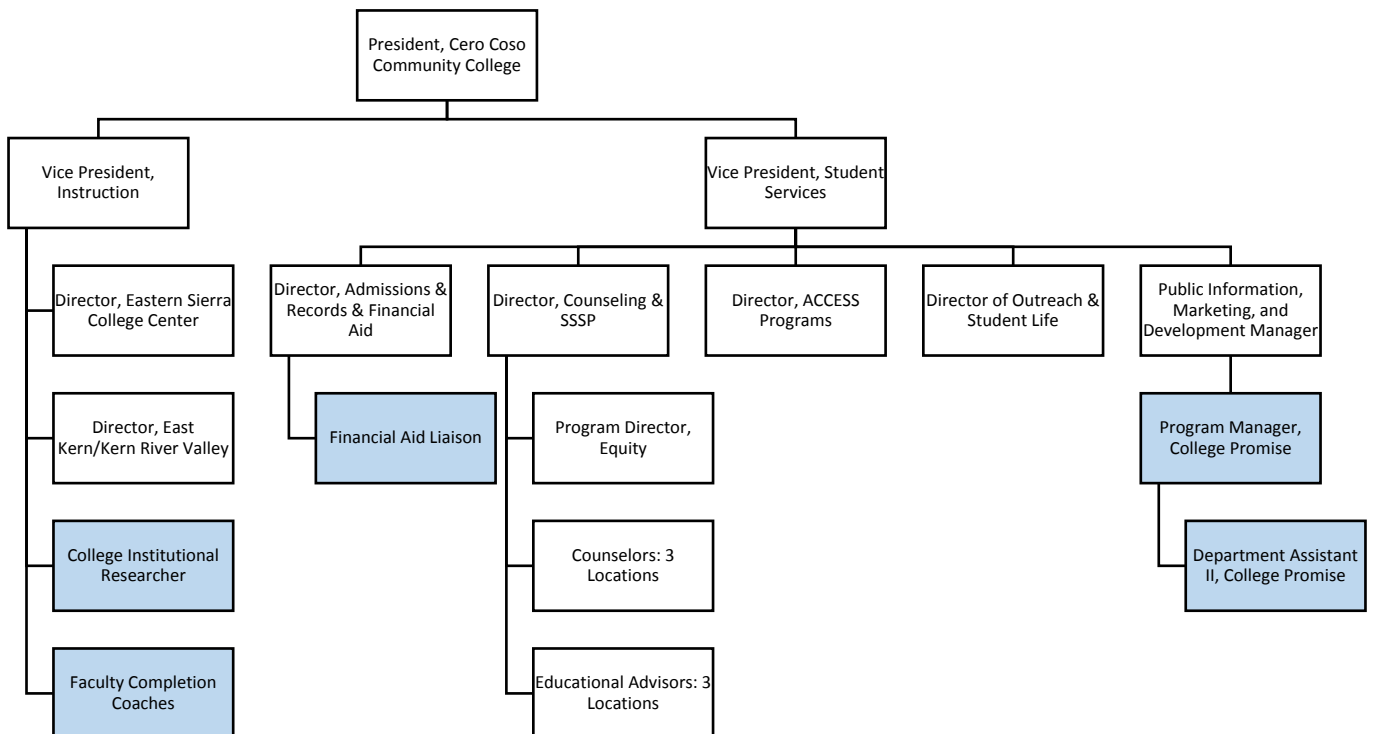 President, Cero Coso
Community College
Vice President,
Instruction
Vice President, Student
Services
Director, Eastern Sierra
College Center
Director, Admissions &
Records & Financial
Aid
Director, Counseling &
SSSP
Director, ACCESS
Programs
Director of Outreach &
Student Life
Public Information,
Marketing, and
Development Manager
Director, East
Kern/Kern River Valley
Financial Aid Liaison
Program Director,
Equity
Program Manager,
College Promise
College Institutional
Researcher
Counselors: 3
Locations
Department Assistant
II, College Promise
Faculty Completion
Coaches
Educational Advisors: 3
Locations